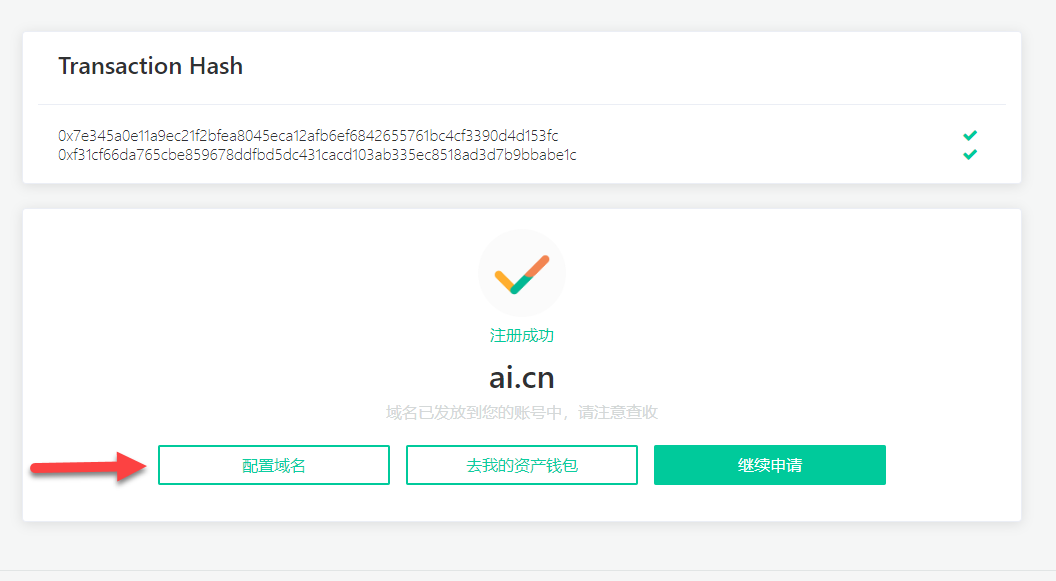 Transaction Hash
0x7e345a0e11a9ec21f2bfea8045eca12afb6ef6842655761bc4cf3390d4d153fc
0xf31cf66da765cbe859678ddfbd5dc431cacd103ab335ec8518ad3d7b9bbabe1c
注册成功
ai.cn
域名已发放到您的账号中，请注意查收
配置域名
去我的资产钱包
继续申请